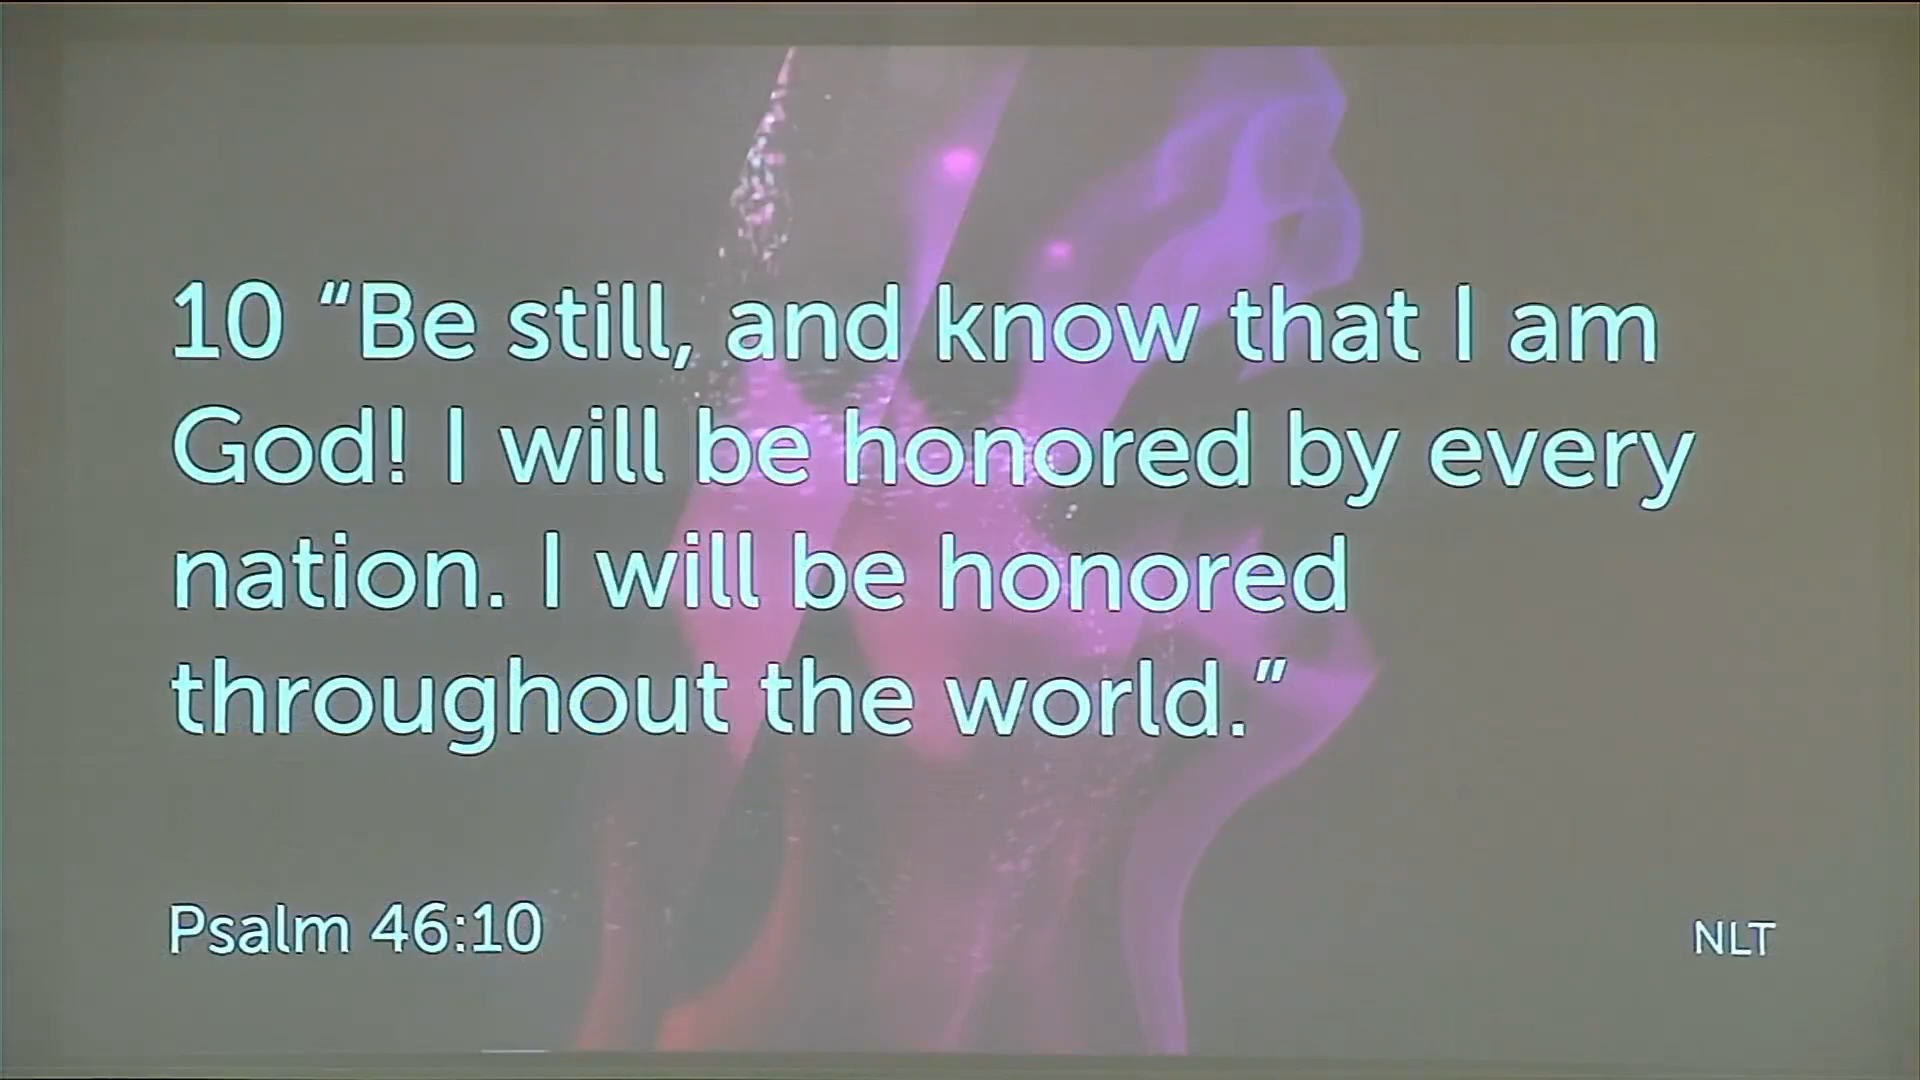 10 “Be still, and know that I am
God! I will be honored by every
nation. I will be honored
throughout the world.”
Psalm 46:10
NLT